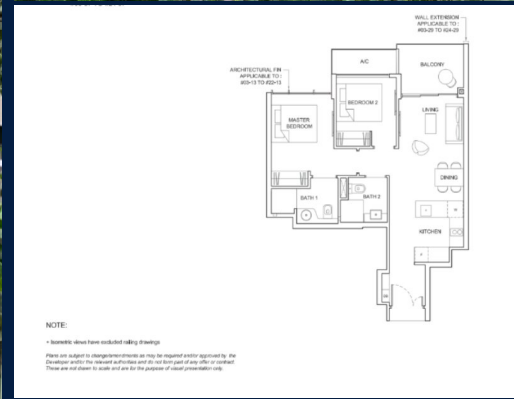 WALL EXTENSION
APPLICABLE TO :
#03-29 TO #24-29
A/C
BALCONY
ARCHITECTURAL FIN
APPLICABLE TO :
#03-13 TO #22-13
BEDROOM 2
LIVING
MASTER
BEDROOM
DINING
BATH 1
BATH 2
KITCHEN
NOTE:
• Isometric views have excluded railing drawings
Plans are subject to change/amendments as may be required and/or approved by the
Developer and/or the relevant authorities and do not form part of any offer or contract.
These are not drawn to scale and are for the purpose of visual presentation only.